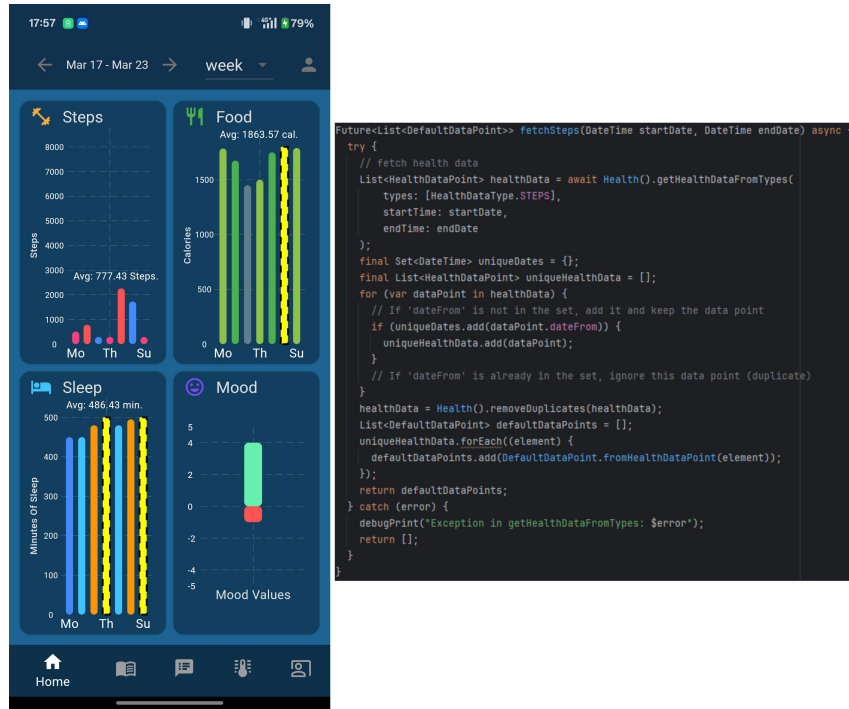 17:57
79%
Mar 17 - Mar 23
week
Steps
8000
7000
6000
5000
4000
3000
2000
1000
0
Steps
Avg: 777.43 Steps.
Mo
Th
Su
Food
Avg: 1863.57 cal.
1500
1000
500
0
Calories
Mo
Th
Su
Sleep
Avg: 486.43 min.
500
400
300
200
100
0
Minutes Of Sleep
Mo
Th
Su
Mood
5
4
2
0
-2
-4
-5
Mood Values
Home
Future<List<DefaultDataPoint>> fetchSteps(DateTime startDate, DateTime endDate) async {
try {
// fetch health data
List<HealthDataPoint> healthData = await Health().getHealthDataFromTypes(
types: [HealthDataType.STEPS],
startTime: startDate,
endTime: endDate
);
final Set<DateTime> uniqueDates = {};
final List<HealthDataPoint> uniqueHealthData = [];
for (var dataPoint in healthData) {
// If 'dateFrom' is not in the set, add it and keep the data point
if (uniqueDates.add(dataPoint.dateFrom)) {
uniqueHealthData.add(dataPoint);
}
// If 'dateFrom' is already in the set, ignore this data point (duplicate)
}
healthData = Health().removeDuplicates(healthData);
List<DefaultDataPoint> defaultDataPoints = [];
uniqueHealthData.forEach((element) {
defaultDataPoints.add(DefaultDataPoint.fromHealthDataPoint(element));
});
return defaultDataPoints;
} catch (error) {
debugPrint("Exception in getHealthDataFromTypes: $error");
return [];
}
}